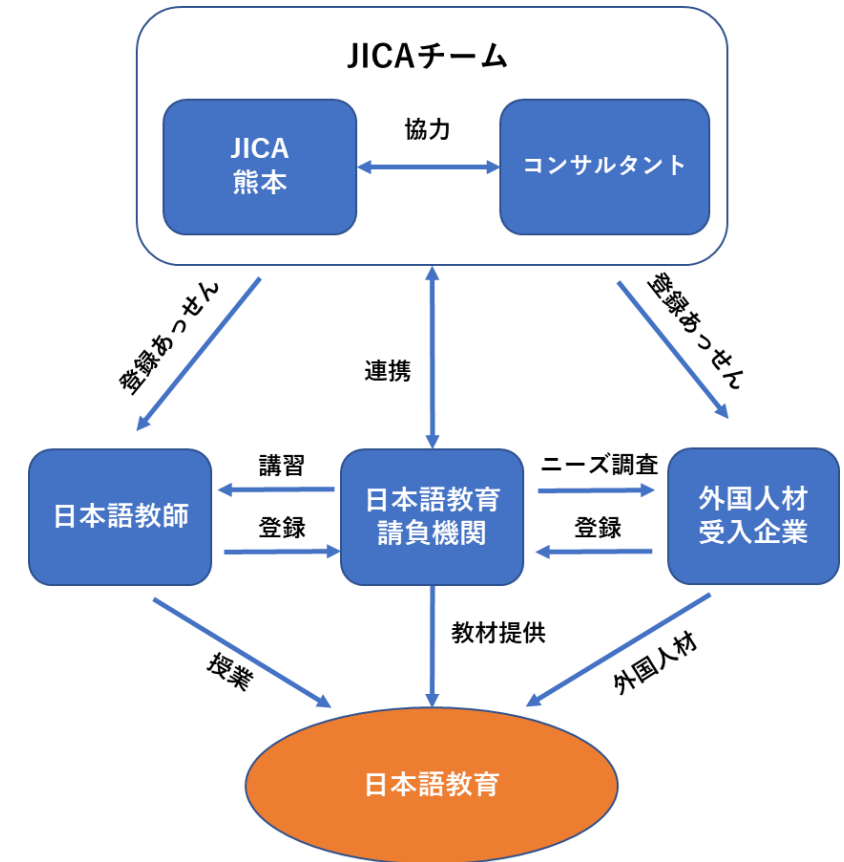 JICAチーム
JICA
熊本
協力
コンサルタント
登録あっせん
連携
登録あっせん
日本語教師
講習
登録
日本語教育
請負機関
ニーズ調査
登録
外国人材
受入企業
授業
教材提供
外国人材
日本語教育